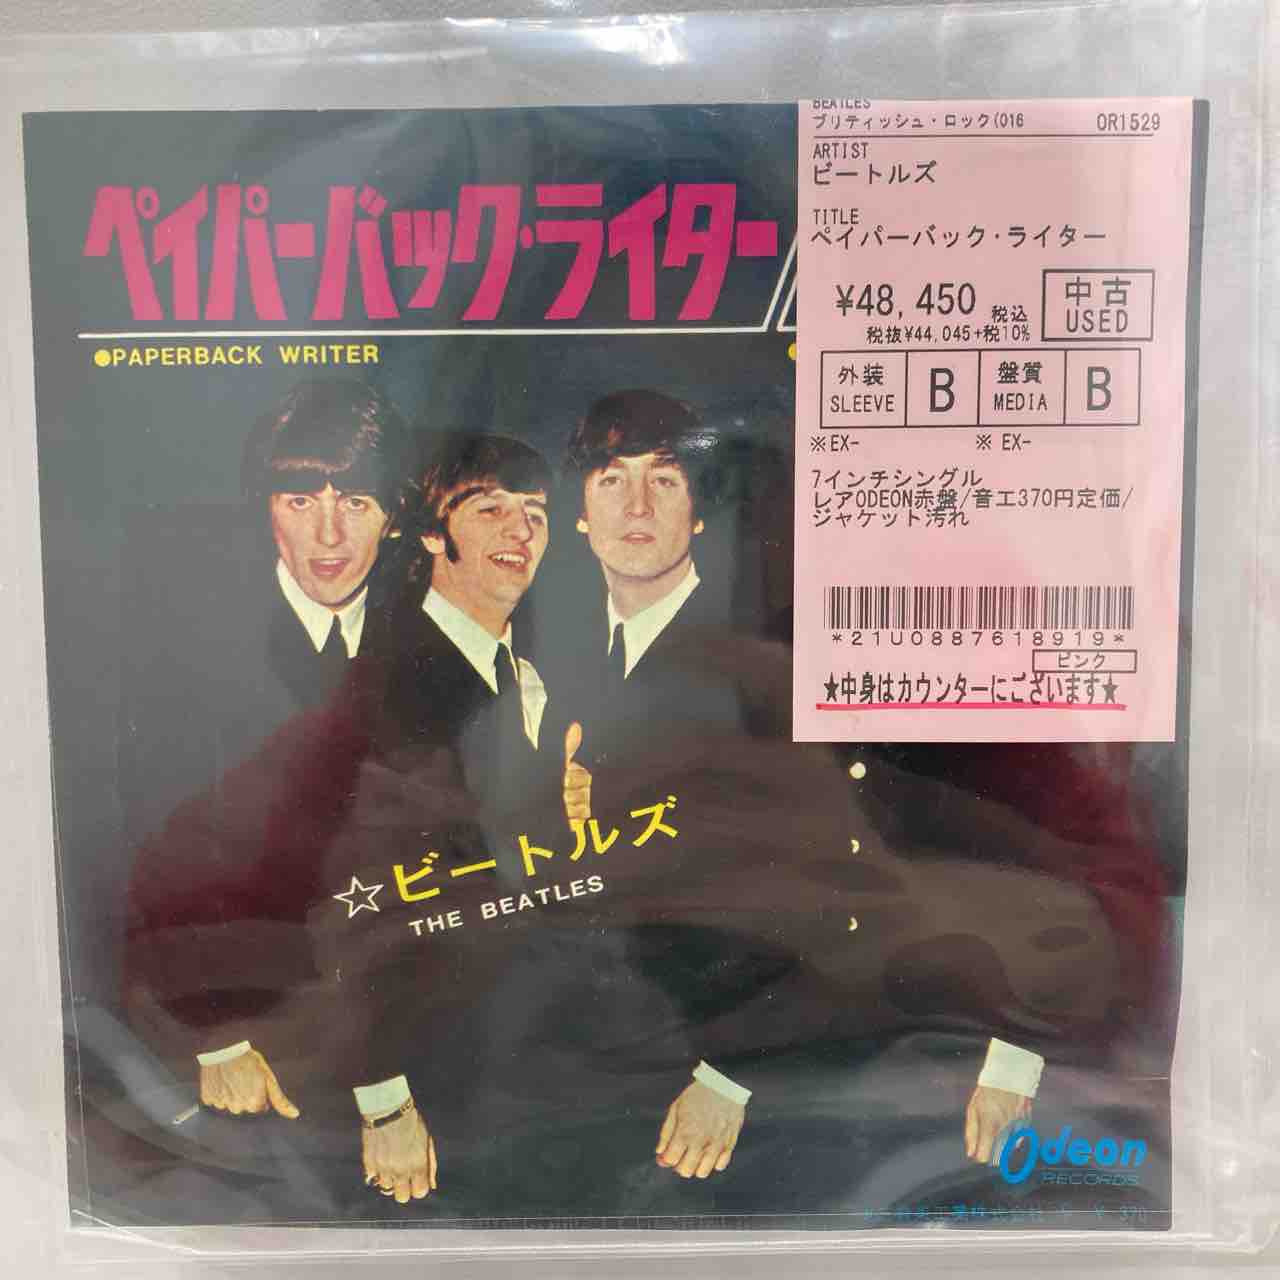 BEATLES
ブリティッシュ・ロック(016 OR1529
ARTIST
ビートルズ
TITLE
ペイパーバック・ライター
¥48,450 税込
税抜¥44,045+税10%
中古
USED
外装
SLEEVE
B
盤質
MEDIA
B
※EX- ※ EX-
7インチシングル
レアODEON赤盤/音工370円定価/
ジャケット汚れ
*21U0887618919*
ピンク
★中身はカウンターにございます★
ペイパーバック・ライター
●PAPERBACK WRITER
☆ビートルズ
THE BEATLES
Odeon
RECORDS
¥ 370